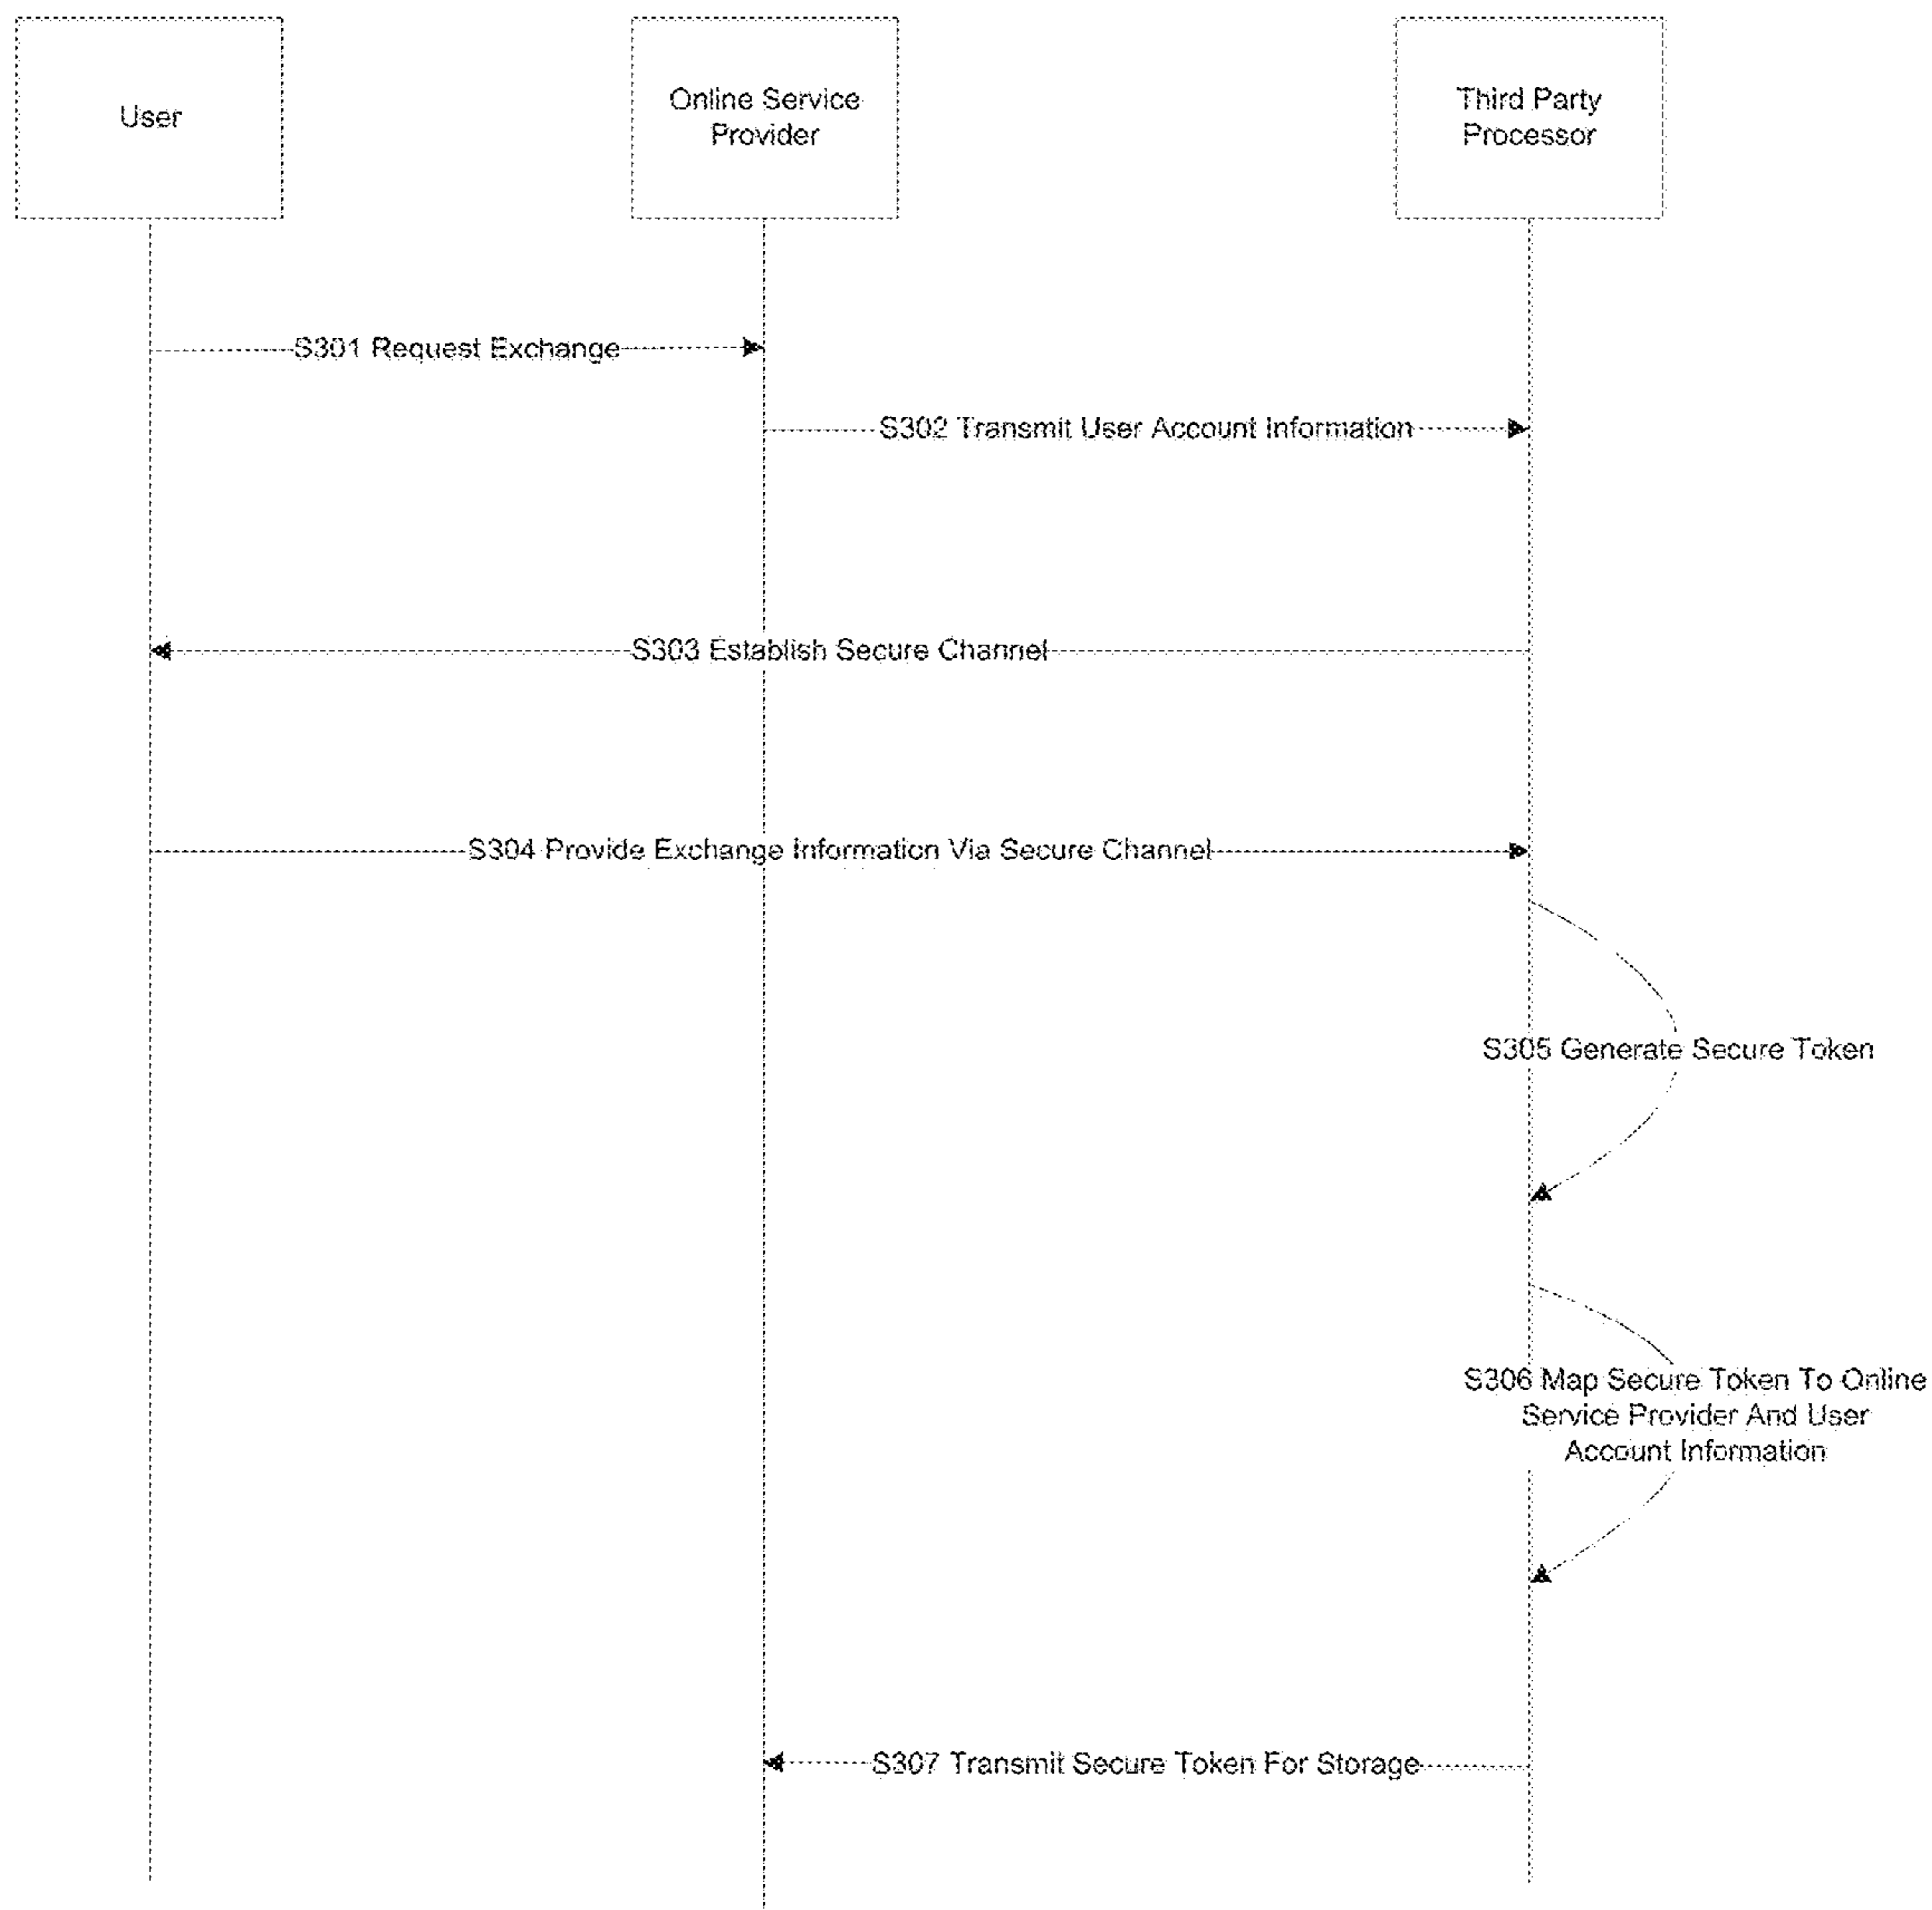 User
Online Service
Provider
Third Party
Processor
S301 Request Exchange
S302 Transmit User Account Information
S303 Establish Secure Channel
S304 Provide Exchange Information Via Secure Channel
S305 Generate Secure Token
S306 Map Secure Token To Online
Service Provider And User
Account Information
S307 Transmit Secure Token For Storage